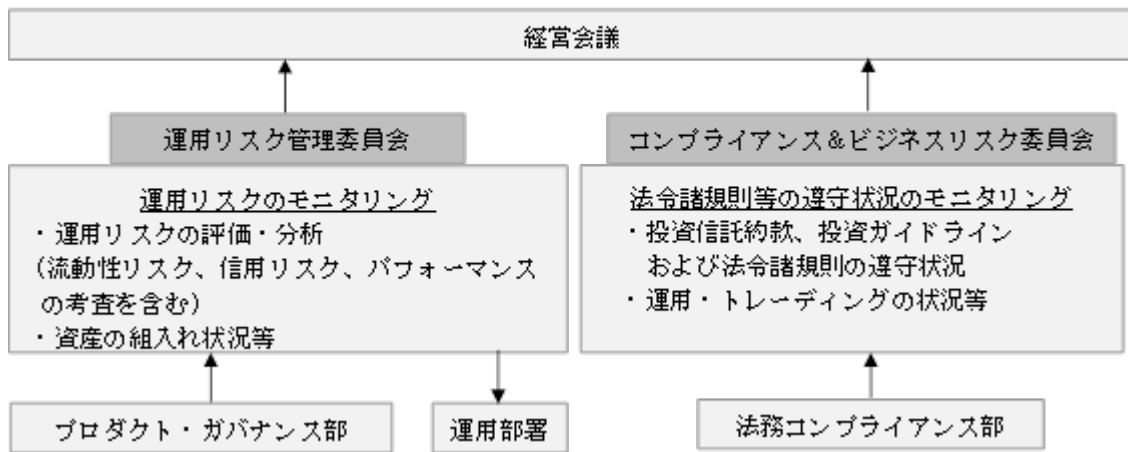 経営会議
運用リスク管理委員会
運用リスクのモニタリング
・運用リスクの評価・分析
(流動性リスク、信用リスク、パフォーマンス
の考査を含む)
・資産の組入れ状況等
プロダクト・ガバナンス部
運用部署
コンプライアンス&ビジネスリスク委員会
法令諸規則等の遵守状況のモニタリング
・投資信託約款、投資ガイドライン
および法令諸規則の遵守状況
・運用・トレーディングの状況等
法務コンプライアンス部